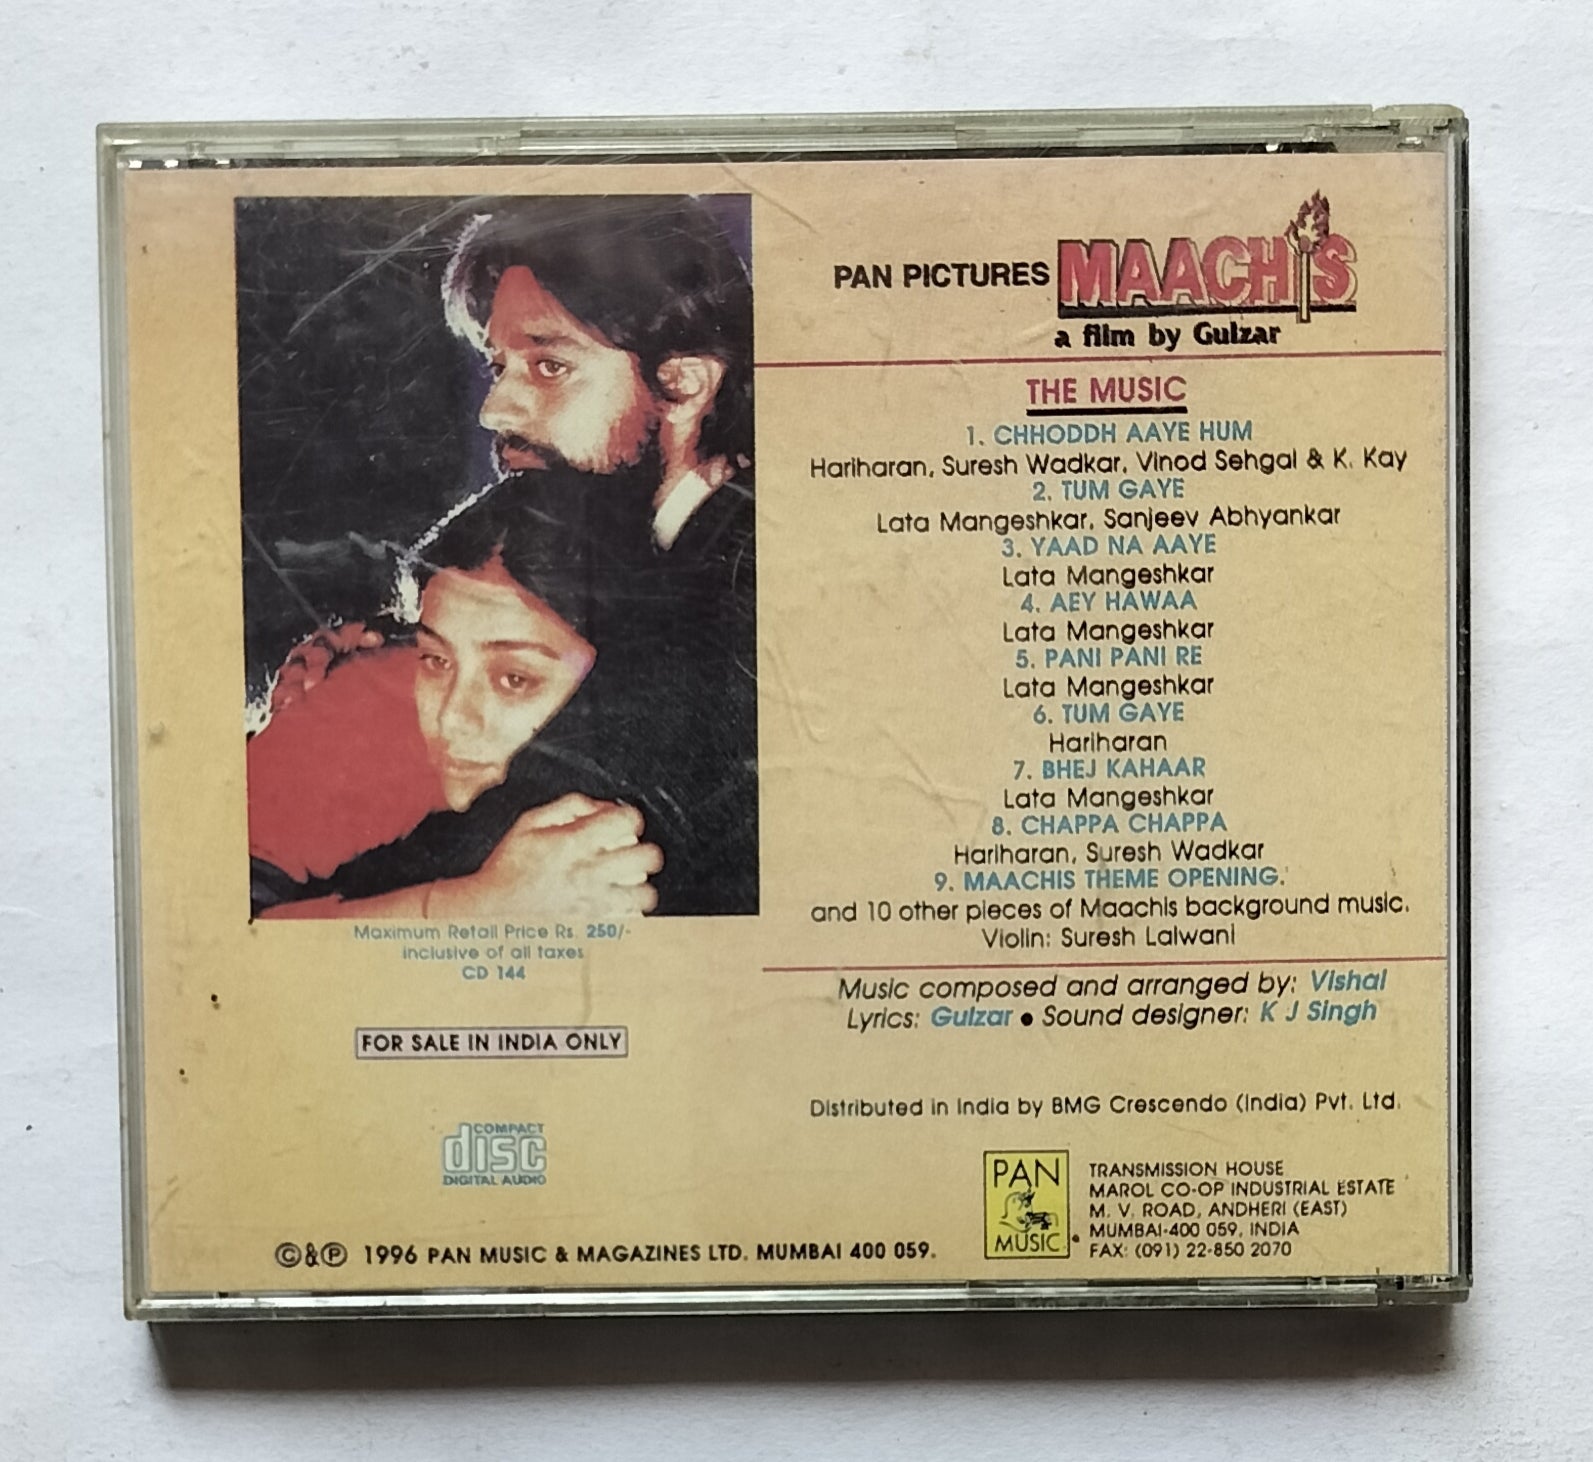 PAN PICTURES MAACHIS
a film by Gulzar
THE MUSIC
1. CHHODDH AAYE HUM
Hariharan, Suresh Wadkar, Vinod Sehgal & K. Kay
2. TUM GAYE
Lata Mangeshkar, Sanjeev Abhyankar
3. YAAD NA AAYE
Lata Mangeshkar
4. AEY HAWAA
Lata Mangeshkar
5. PANI PANI RE
Lata Mangeshkar
6. TUM GAYE
Hariharan
7. BHEJ KAHAAR
Lata Mangeshkar
8. CHAPPA CHAPPA
Hariharan, Suresh Wadkar
9. MAACHIS THEME OPENING.
and 10 other pieces of Maachis background music.
Violin: Suresh Lalwani
Music composed and arranged by: Vishal
Lyrics: Gulzar ● Sound designer: K J Singh
Maximum Retail Price Rs. 250/-
inclusive of all taxes
CD 144
FOR SALE IN INDIA ONLY
COMPACT
disc
DIGITAL AUDIO
Distributed in India by BMG Crescendo (India) Pvt. Ltd.
PAN
MUSIC
TRANSMISSION HOUSE
MAROL CO-OP INDUSTRIAL ESTATE
M. V. ROAD, ANDHERI (EAST)
MUMBAI-400 059. INDIA
FAX: (091) 22-850 2070
©&℗ 1996 PAN MUSIC & MAGAZINES LTD. MUMBAI 400 059.